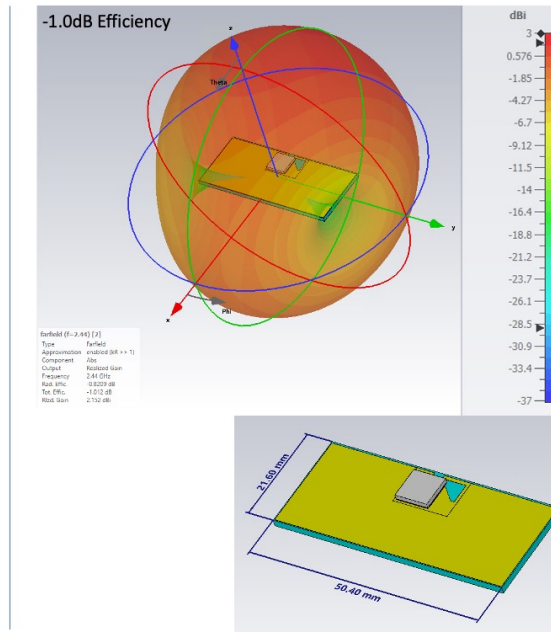 -1.0dB Efficiency
dBi
3
0.576
-1.85
-4.27
-6.7
-9.12
-11.5
-14
-16.4
-18.8
-21.2
-23.7
-26.1
-28.5
-30.9
-33.4
-37
z
Theta
y
x
Phi
farfield (f=2.44) [2]
Type Farfield
Approximation enabled (kR >> 1)
Component Abs
Output Realized Gain
Frequency 2.44 GHz
Rad. Effic. -0.8209 dB
Tot. Effic. -1.012 dB
Rlzd. Gain 2.152 dBi
21.60 mm
50.40 mm